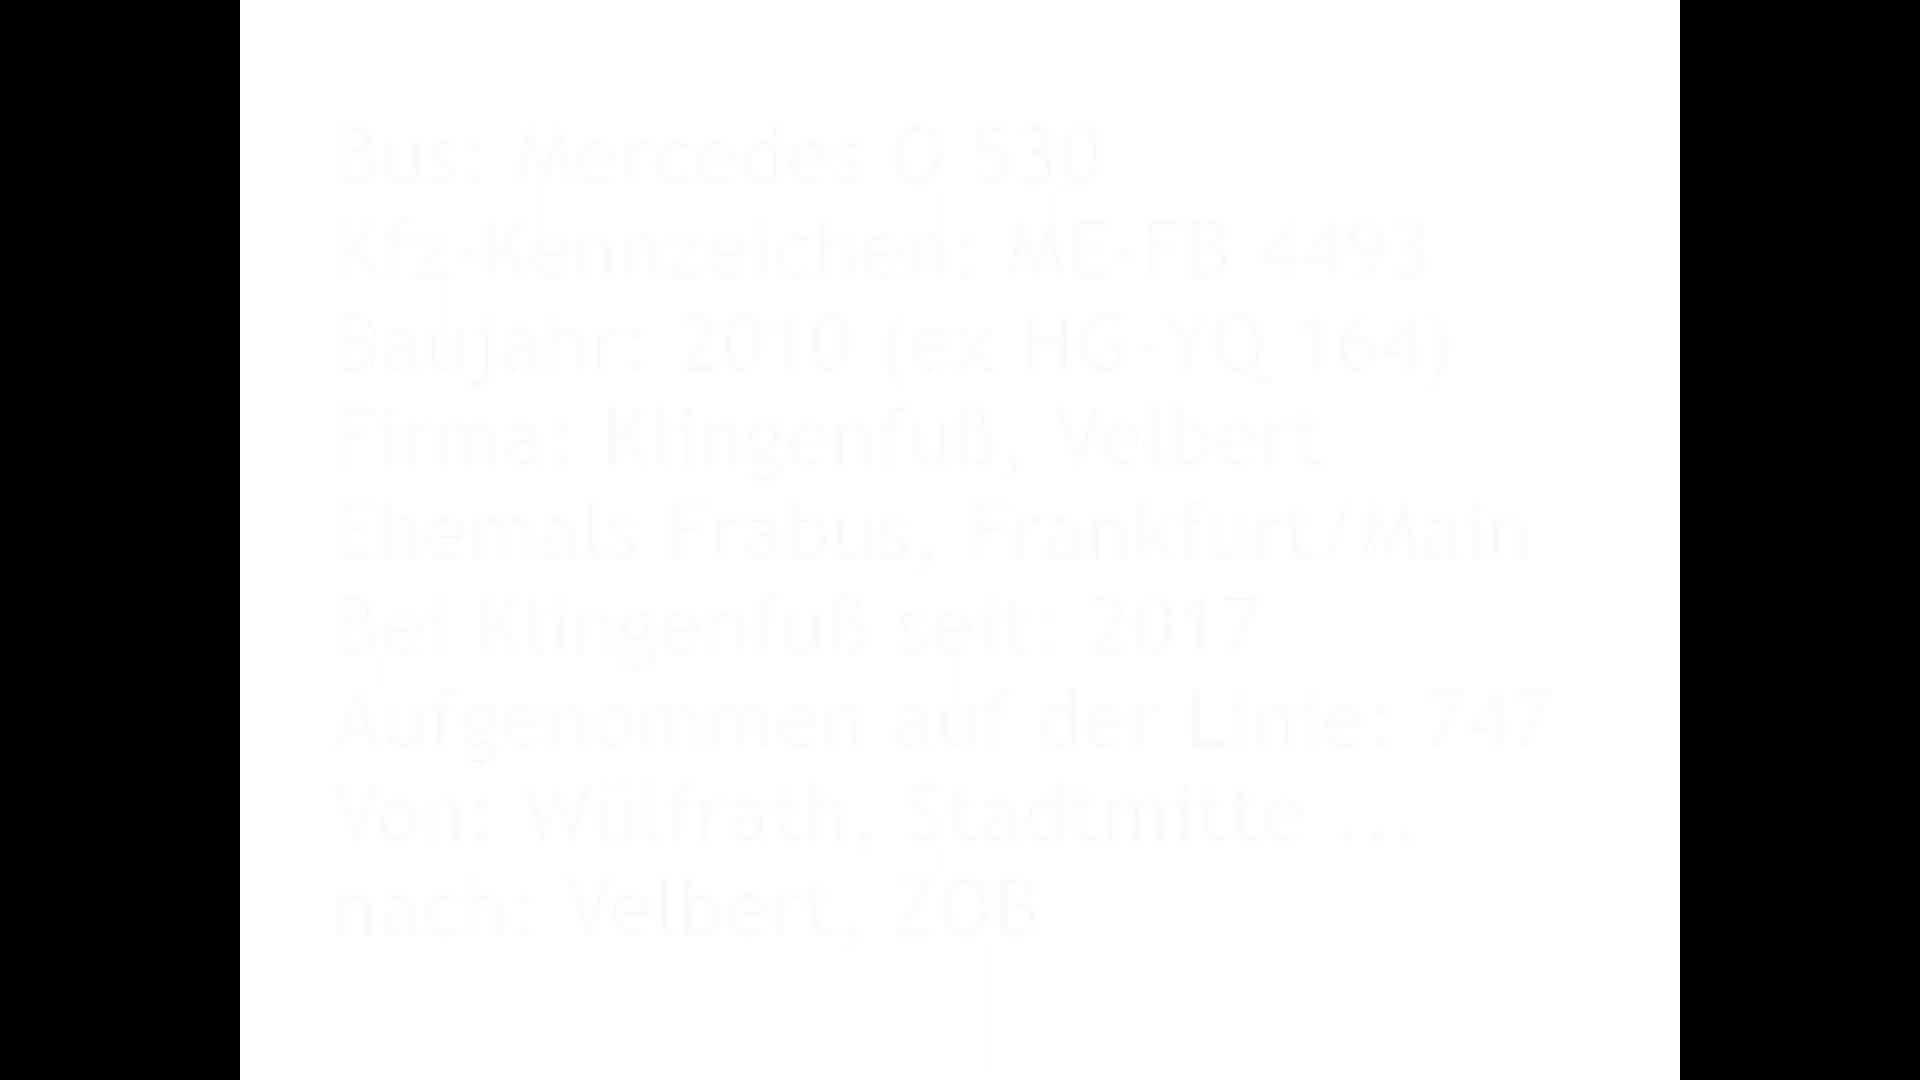 Bus: Mercedes O 530
Kfz-Kennzeichen: ME-FB 4493
Baujahr: 2010 (ex HG-YQ 164)
Firma: Klingenfuß, Velbert
Ehemals Frabus, Frankfurt/Main
Bei Klingenfuß seit: 2017
Aufgenommen auf der Linie: 747
Von: Wülfrath, Stadtmitte ...
nach: Velbert, ZOB